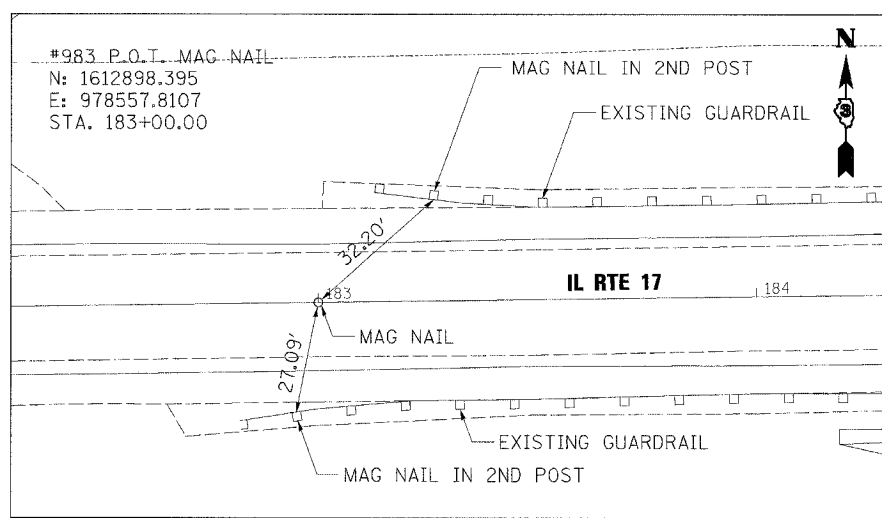 #983 P.O.T. MAG NAIL
N: 1612898.395
E: 978557.8107
STA. 183+00.00
N
MAG NAIL IN 2ND POST
EXISTING GUARDRAIL
3
32.20'
183
IL RTE 17
184
MAG NAIL
27.09'
EXISTING GUARDRAIL
MAG NAIL IN 2ND POST